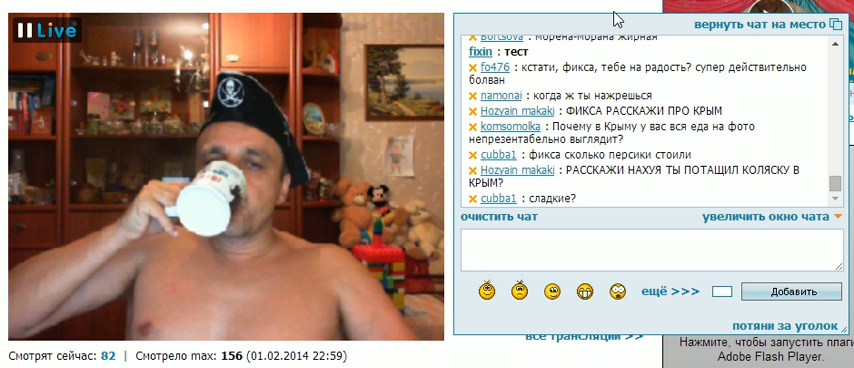 Live
вернуть чат на место
Bortsova : морена-морана жирная
fixin : тест
fo476 : кстати, фикса, тебе на радость? супер действительно
болван
namonai : когда ж ты нажрешься
Hozyain makaki : ФИКСА РАССКАЖИ ПРО КРЫМ
komsomolka : Почему в Крыму у вас вся еда на фото
непрезентабельно выглядит?
cubba1 : фикса сколько персики стоили
Hozyain makaki : РАССКАЖИ НАХУЯ ТЫ ПОТАЩИЛ КОЛЯСКУ В
КРЫМ?
cubba1 : сладкие?
очистить чат
увеличить окно чата
ещё >>>
Добавить
потяни за уголок
все трансляции >>
Смотрят сейчас: 82 | Смотрело max: 156 (01.02.2014 22:59)
Нажмите, чтобы запустить плаги
Adobe Flash Player.